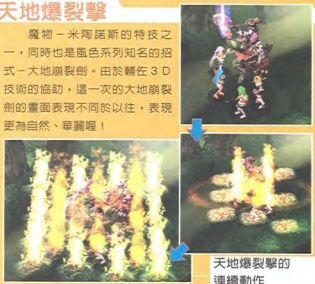 天地爆裂擊
魔物－米陶諾斯的特技之
一，同時也是風色系列知名的招
式－大地崩裂劍。由於輔佐３Ｄ
技術的協助，這一次的大地崩裂
劍的畫面表現不同於以往，表現
更為自然、華麗喔！
天地爆裂擊的
連續動作